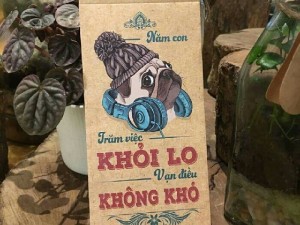 Năm con
Trăm việc
KHỎI LO
Vạn điều
KHÔNG KHÓ